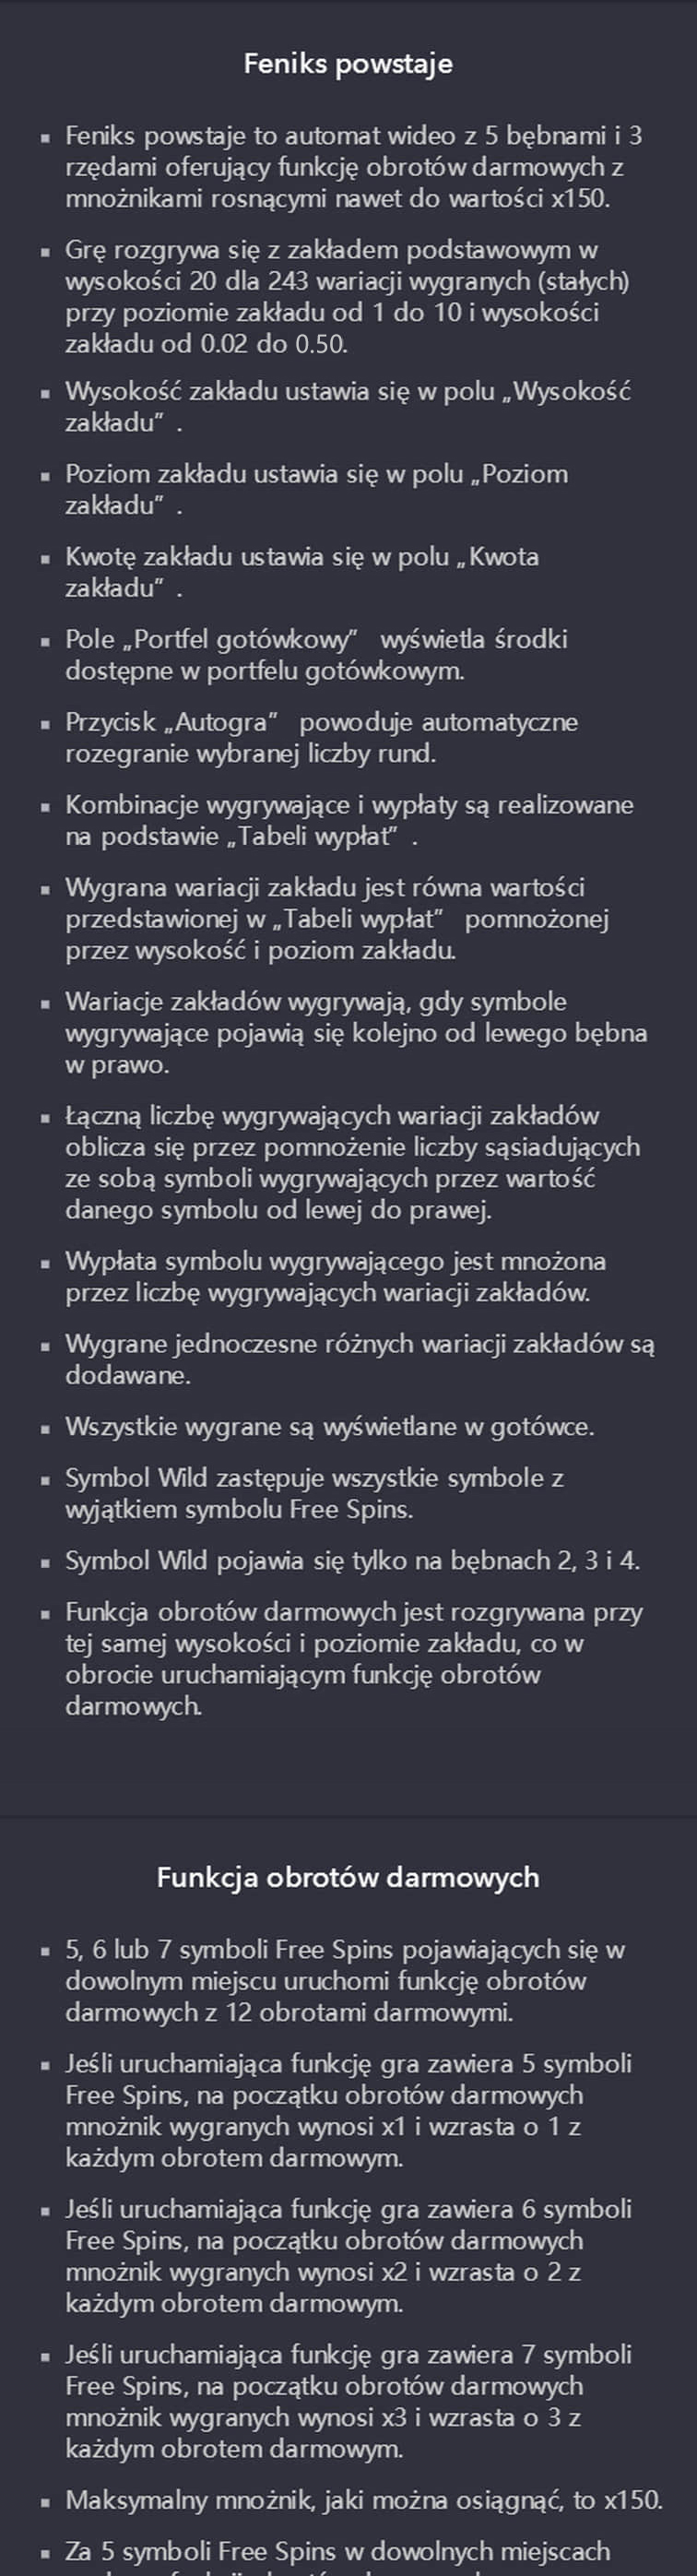 Feniks powstaje
▪ Feniks powstaje to automat wideo z 5 bębnami i 3
rzędami oferujący funkcję obrotów darmowych z
mnożnikami rosnącymi nawet do wartości x150.
▪ Grę rozgrywa się z zakładem podstawowym w
wysokości 20 dla 243 wariacji wygranych (stałych)
przy poziomie zakładu od 1 do 10 i wysokości
zakładu od 0.02 do 0.50.
▪ Wysokość zakładu ustawia się w polu „Wysokość
zakładu” .
▪ Poziom zakładu ustawia się w polu „Poziom
zakładu” .
▪ Kwotę zakładu ustawia się w polu „Kwota
zakładu” .
▪ Pole „Portfel gotówkowy” wyświetla środki
dostępne w portfelu gotówkowym.
▪ Przycisk „Autogra” powoduje automatyczne
rozegranie wybranej liczby rund.
▪ Kombinacje wygrywające i wypłaty są realizowane
na podstawie „Tabeli wypłat” .
▪ Wygrana wariacji zakładu jest równa wartości
przedstawionej w „Tabeli wypłat” pomnożonej
przez wysokość i poziom zakładu.
▪ Wariacje zakładów wygrywają, gdy symbole
wygrywające pojawią się kolejno od lewego bębna
w prawo.
▪ Łączną liczbę wygrywających wariacji zakładów
oblicza się przez pomnożenie liczby sąsiadujących
ze sobą symboli wygrywających przez wartość
danego symbolu od lewej do prawej.
▪ Wypłata symbolu wygrywającego jest mnożona
przez liczbę wygrywających wariacji zakładów.
▪ Wygrane jednoczesne różnych wariacji zakładów są
dodawane.
▪ Wszystkie wygrane są wyświetlane w gotówce.
▪ Symbol Wild zastępuje wszystkie symbole z
wyjątkiem symbolu Free Spins.
▪ Symbol Wild pojawia się tylko na bębnach 2, 3 i 4.
▪ Funkcja obrotów darmowych jest rozgrywana przy
tej samej wysokości i poziomie zakładu, co w
obrocie uruchamiającym funkcję obrotów
darmowych.
Funkcja obrotów darmowych
▪ 5, 6 lub 7 symboli Free Spins pojawiających się w
dowolnym miejscu uruchomi funkcję obrotów
darmowych z 12 obrotami darmowymi.
▪ Jeśli uruchamiająca funkcję gra zawiera 5 symboli
Free Spins, na początku obrotów darmowych
mnożnik wygranych wynosi x1 i wzrasta o 1 z
każdym obrotem darmowym.
▪ Jeśli uruchamiająca funkcję gra zawiera 6 symboli
Free Spins, na początku obrotów darmowych
mnożnik wygranych wynosi x2 i wzrasta o 2 z
każdym obrotem darmowym.
▪ Jeśli uruchamiająca funkcję gra zawiera 7 symboli
Free Spins, na początku obrotów darmowych
mnożnik wygranych wynosi x3 i wzrasta o 3 z
każdym obrotem darmowym.
▪ Maksymalny mnożnik, jaki można osiągnąć, to x150.
▪ Za 5 symboli Free Spins w dowolnych miejscach